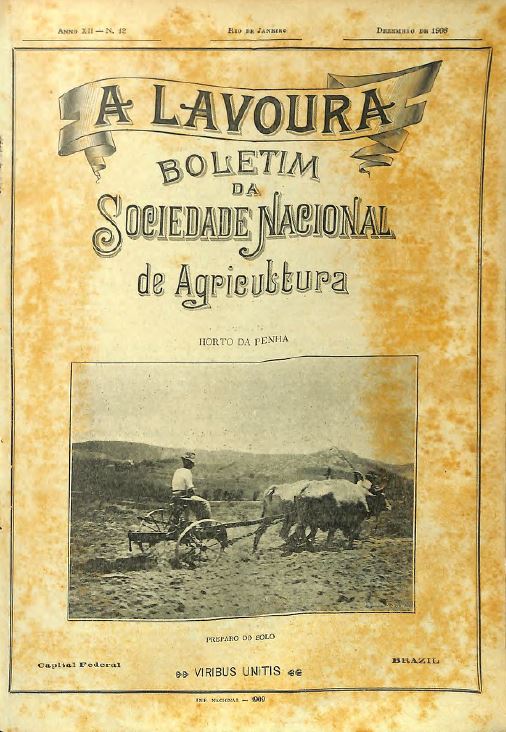 ANNO XII — N. 12
RIO DE JANEIRO
DEZEMBRO DE 1908
A LAVOURA
BOLETIM
DA
SOCIEDADE NACIONAL
de Agricultura
HORTO DA PENHA
PREPARO DO SOLO
Capital Federal
BRAZIL
VIRIBUS UNITIS
IMP. NACIONAL — 1909